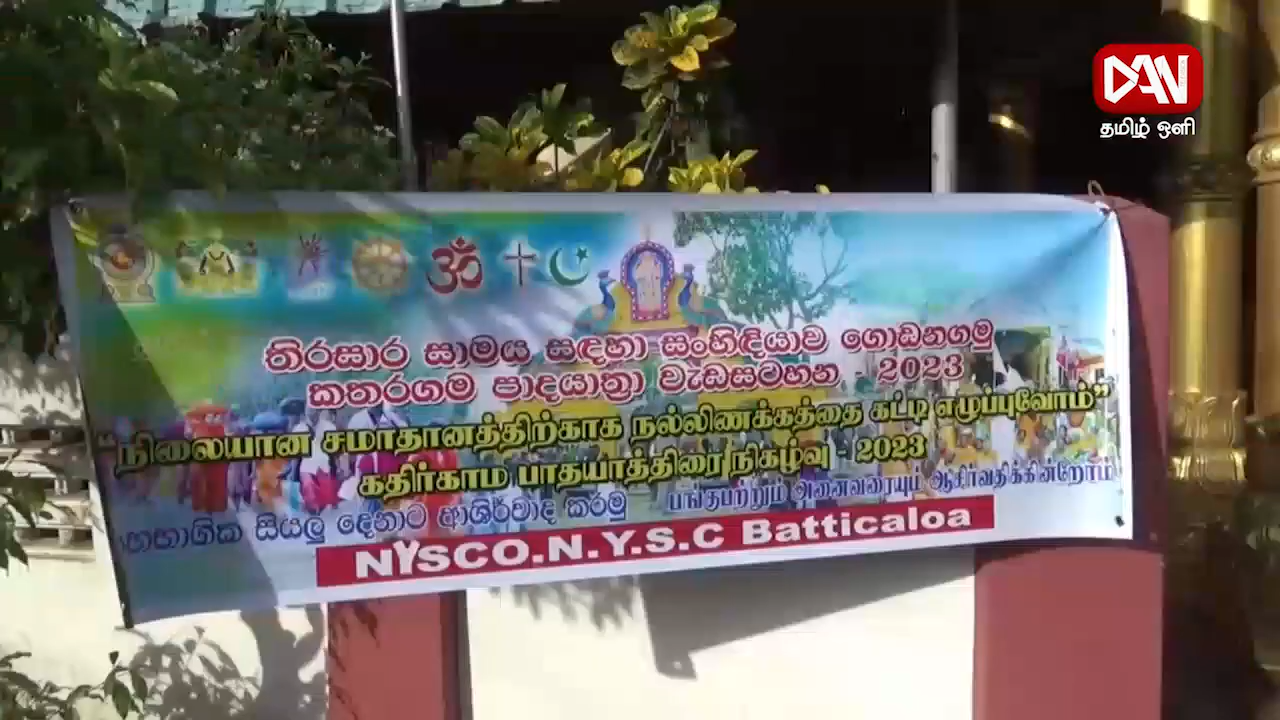 DAN
தமிழ் ஒளி
ॐ
තිරසාර සාමය සඳහා සංහිඳියාව ගොඩනගමු
කතරගම පාදයාත්‍රා වැඩසටහන - 2023
“நிலையான சமாதானத்திற்காக நல்லிணக்கத்தை கட்டி எழுப்புவோம்”
கதிர்காம பாதயாத்திரை நிகழ்வு - 2023
සහභාගික සියලු දෙනාට ආශිර්වාද කරමු பங்குபற்றும் அனைவரையும் ஆசிர்வதிக்கின்றோம்
NYSCO.N.Y.S.C Batticaloa